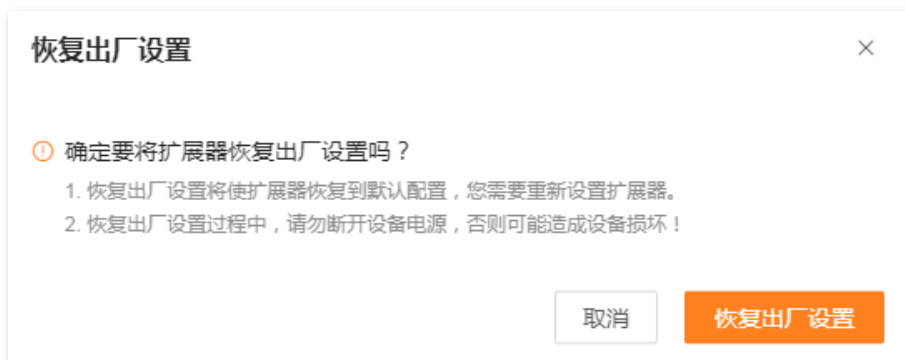 恢复出厂设置
确定要将扩展器恢复出厂设置吗？
1. 恢复出厂设置将使扩展器恢复到默认配置，您需要重新设置扩展器。
2. 恢复出厂设置过程中，请勿断开设备电源，否则可能造成设备损坏！
取消 恢复出厂设置